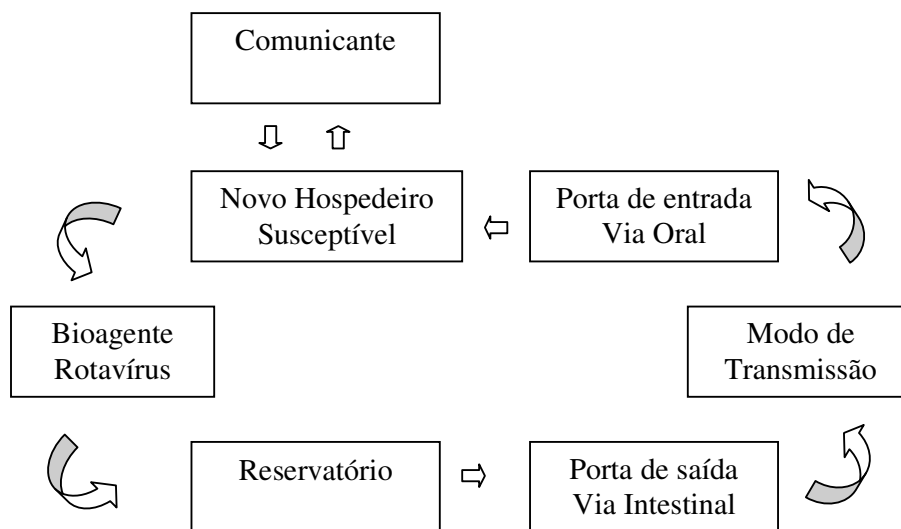 Comunicante
Novo Hospedeiro
Susceptível
Porta de entrada
Via Oral
Bioagente
Rotavírus
Modo de
Transmissão
Reservatório
Porta de saída
Via Intestinal